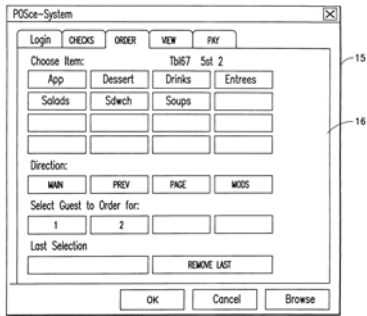 POSce-System
Login CHECKS ORDER VIEW PAY
Choose Item: Tbl67 5st 2
App Dessert Drinks Entrees
Salads Sdwch Soups
Direction:
MAIN PREV PAGE MODS
Select Guest to Order for:
1 2
Last Selection
REMOVE LAST
OK Cancel Browse
15
16